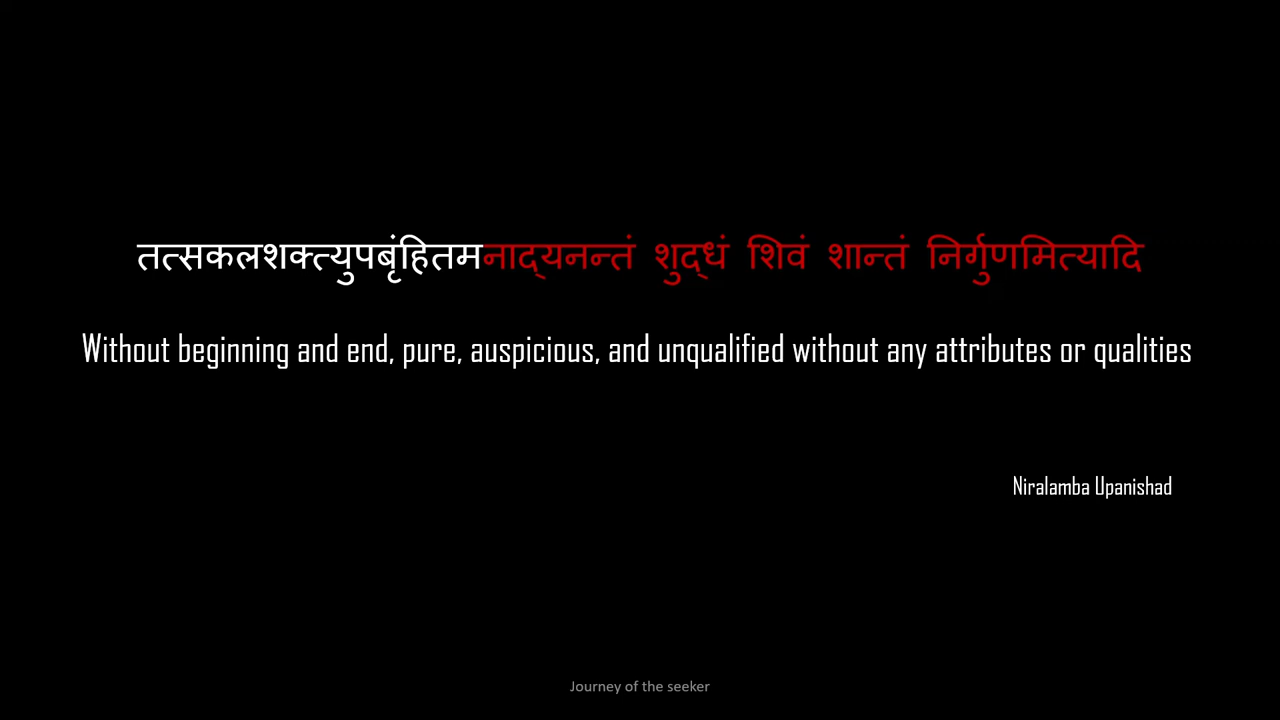 तत्सकलशक्त्युपबृंहितमनाद्यनन्तं शुद्धं शिवं शान्तं निर्गुणमित्यादि
Without beginning and end, pure, auspicious, and unqualified without any attributes or qualities
Niralamba Upanishad
Journey of the seeker